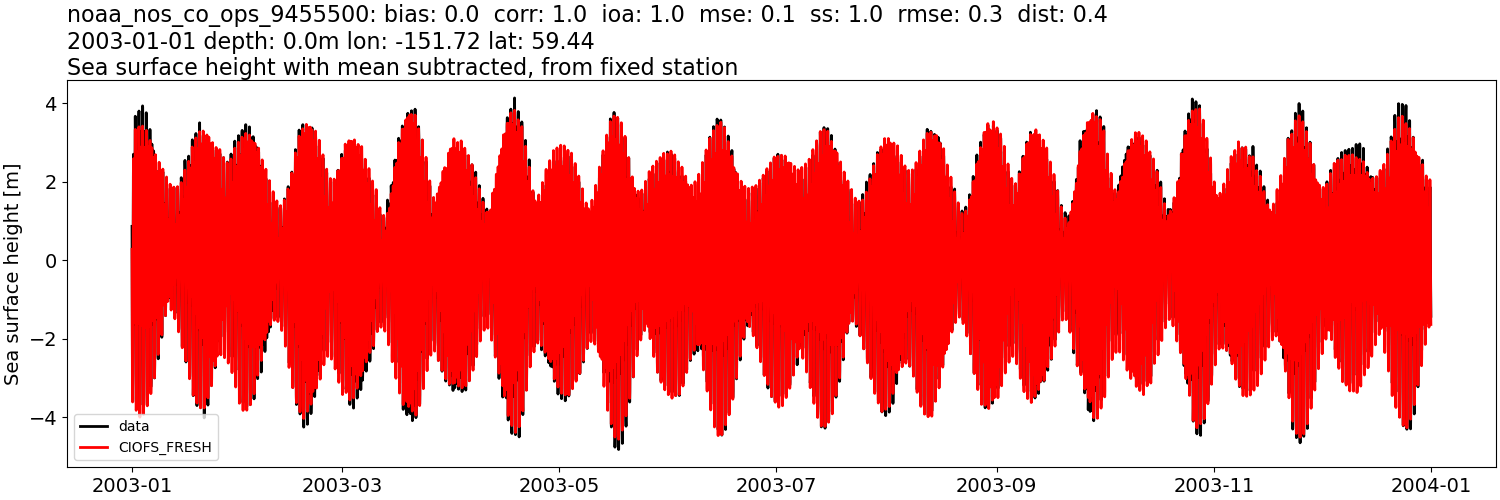 noaa_nos_co_ops_9455500: bias: 0.0  corr: 1.0  ioa: 1.0  mse: 0.1  ss: 1.0  rmse: 0.3  dist: 0.4
2003-01-01 depth: 0.0m lon: -151.72 lat: 59.44
Sea surface height with mean subtracted, from fixed station
Sea surface height [m]
4
2
0
−2
−4
data
CIOFS_FRESH
2003-01 2003-03 2003-05 2003-07 2003-09 2003-11 2004-01